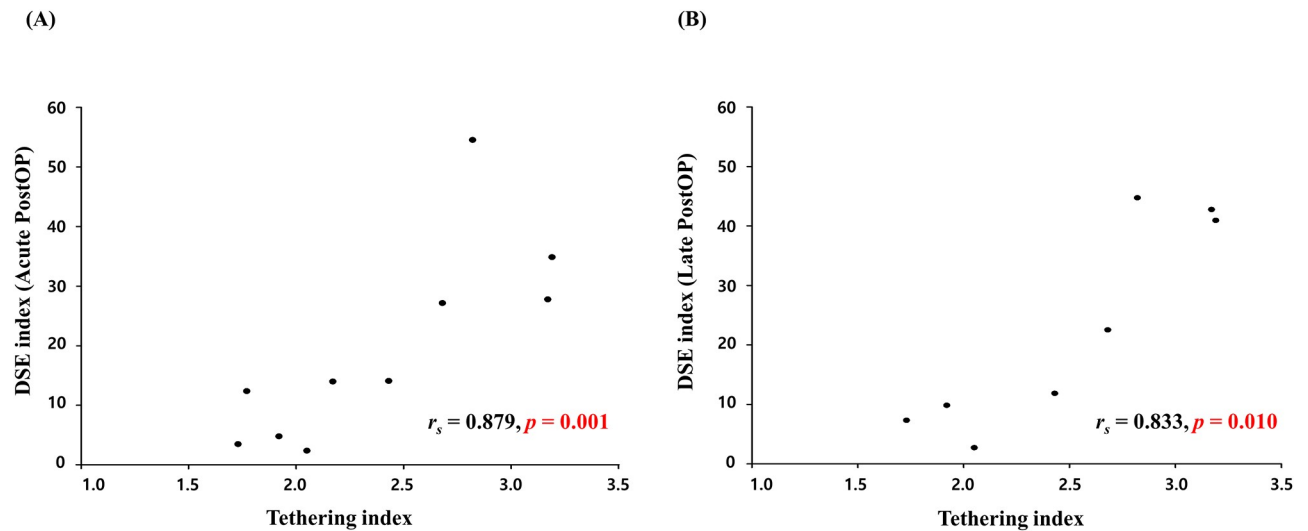 (A)
DSE index (Acute PostOP)
60
50
40
30
20
10
0
r_s = 0.879, p = 0.001
1.0 1.5 2.0 2.5 3.0 3.5
Tethering index
(B)
DSE index (Late PostOP)
60
50
40
30
20
10
0
r_s = 0.833, p = 0.010
1.0 1.5 2.0 2.5 3.0 3.5
Tethering index